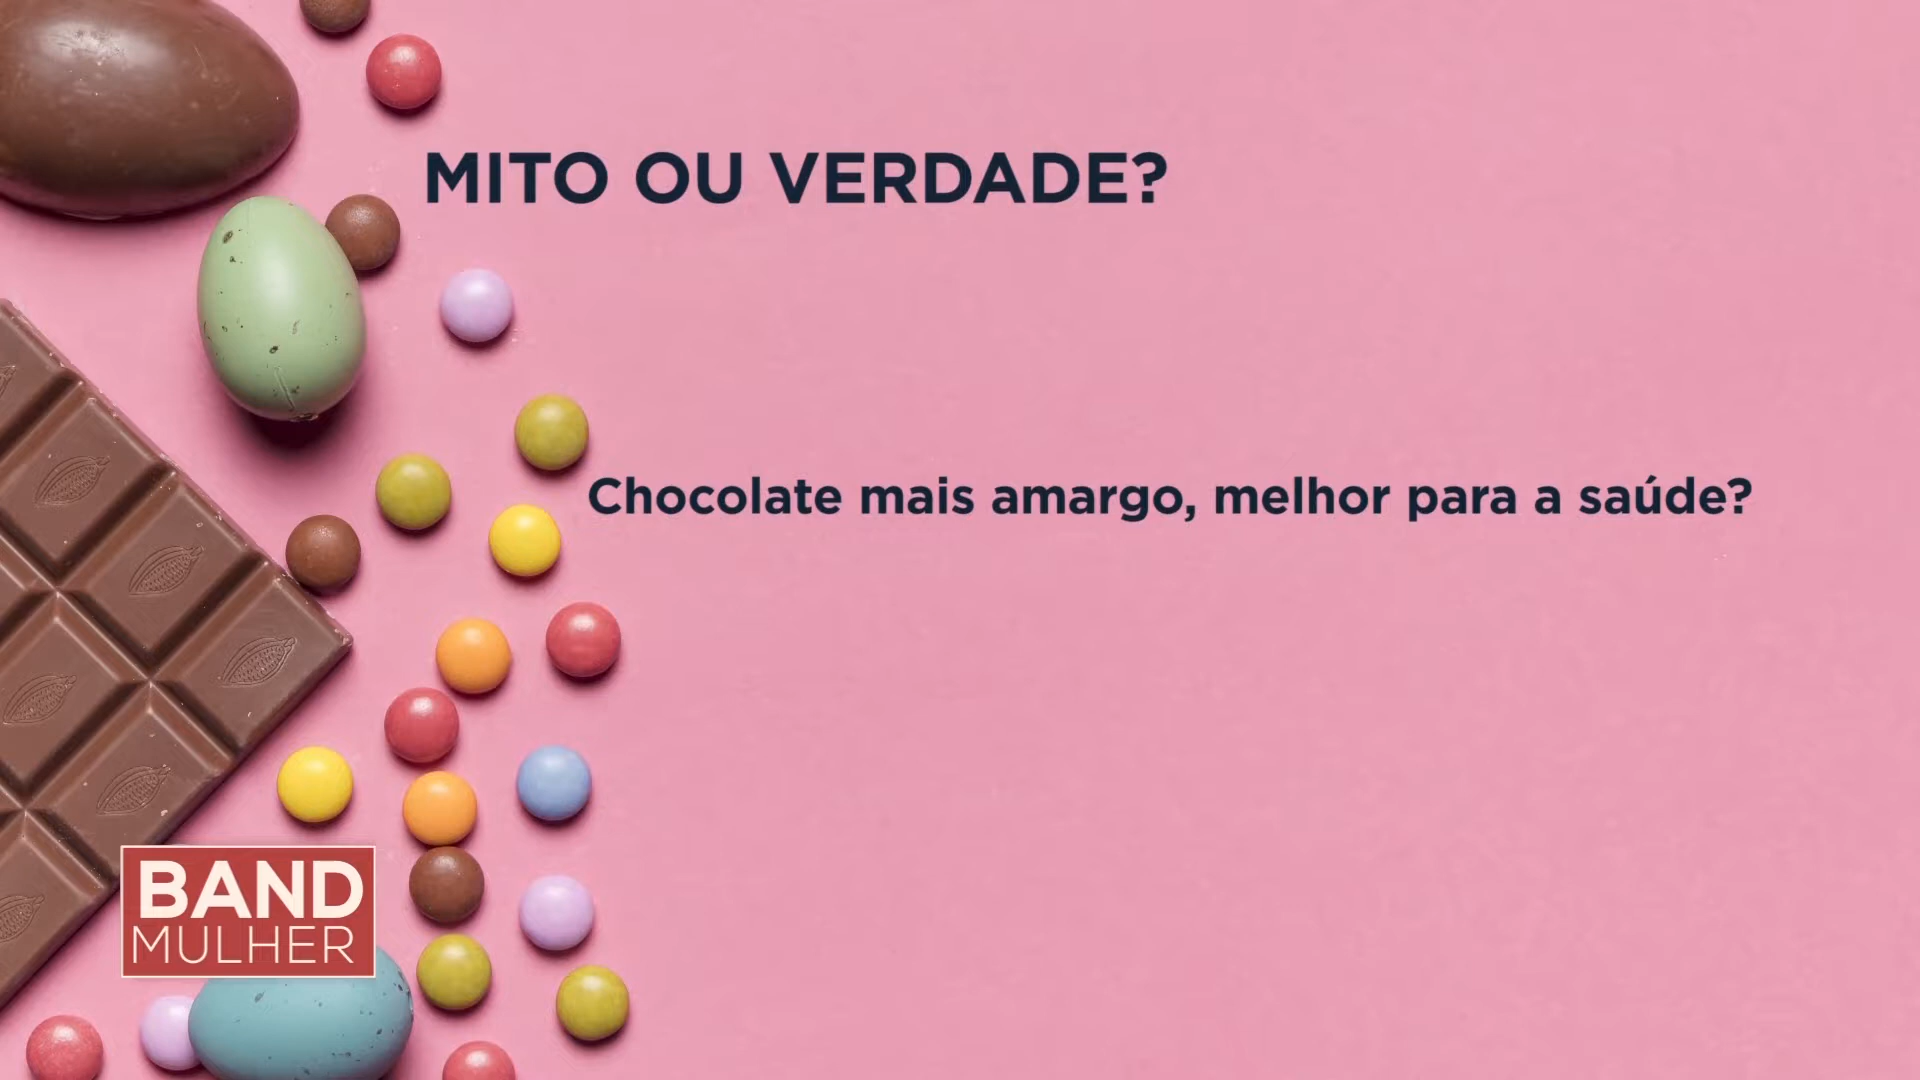 MITO OU VERDADE?
Chocolate mais amargo, melhor para a saúde?
BAND
MULHER